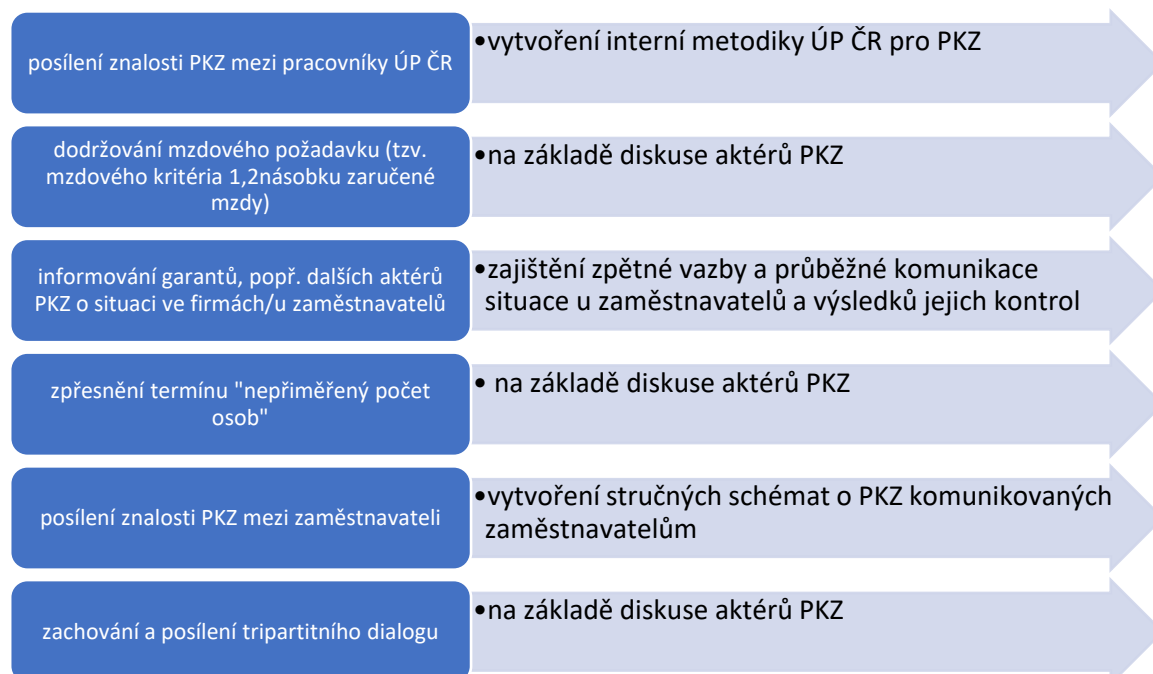 posílení znalosti PKZ mezi pracovníky ÚP ČR
•vytvoření interní metodiky ÚP ČR pro PKZ
dodržování mzdového požadavku (tzv.
mzdového kritéria 1,2násobku zaručené
mzdy)
•na základě diskuse aktérů PKZ
informování garantů, popř. dalších aktérů
PKZ o situaci ve firmách/u zaměstnavatelů
•zajištění zpětné vazby a průběžné komunikace
situace u zaměstnavatelů a výsledků jejich kontrol
zpřesnění termínu "nepřiměřený počet
osob"
• na základě diskuse aktérů PKZ
posílení znalosti PKZ mezi zaměstnavateli
•vytvoření stručných schémat o PKZ komunikovaných
zaměstnavatelům
zachování a posílení tripartitního dialogu
•na základě diskuse aktérů PKZ